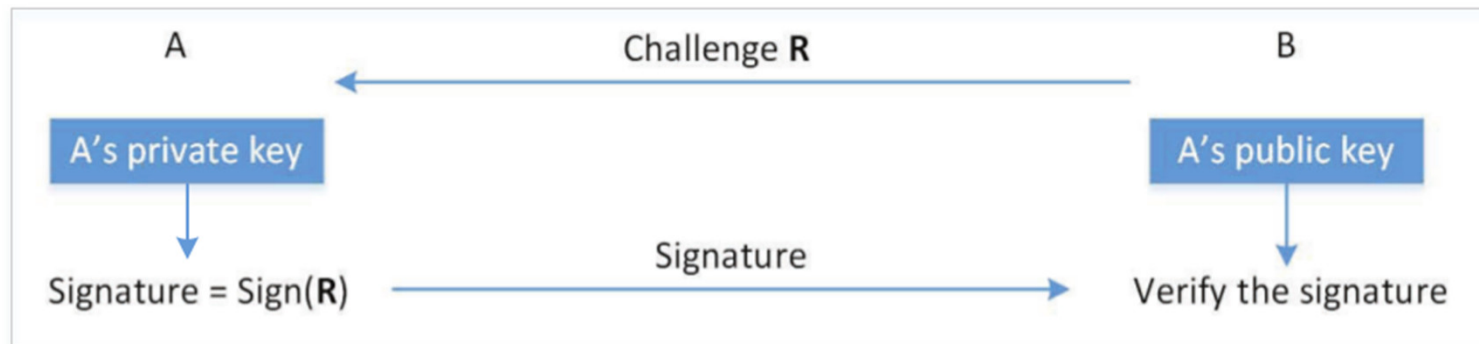 A
Challenge R
B
A's private key
A's public key
Signature = Sign(R)
Signature
Verify the signature